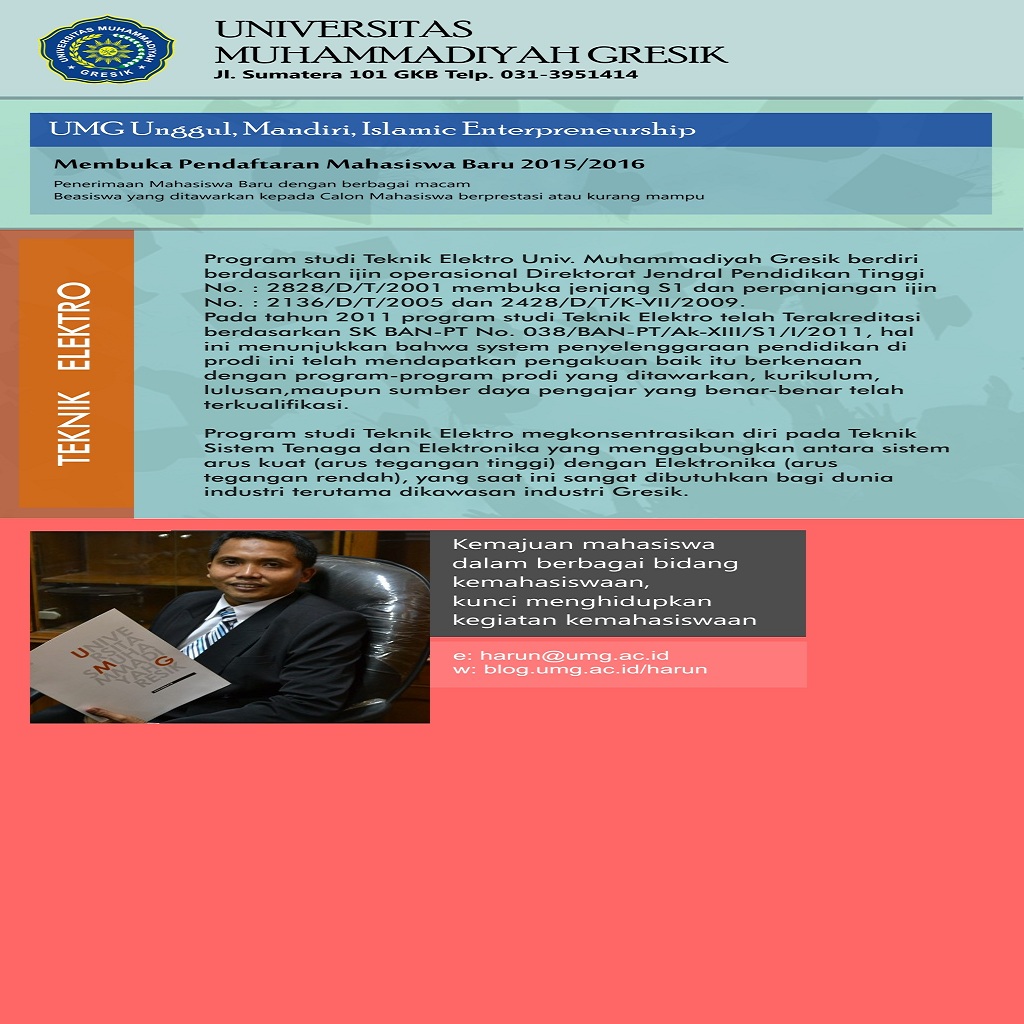 UNIVERSITAS MUHAMMADIYAH
GRESIK
UNIVERSITAS
MUHAMMADIYAH GRESIK
Jl. Sumatera 101 GKB Telp. 031-3951414
UMG Unggul, Mandiri, Islamic Enterpreneurship
Membuka Pendaftaran Mahasiswa Baru 2015/2016
Penerimaan Mahasiswa Baru dengan berbagai macam
Beasiswa yang ditawarkan kepada Calon Mahasiswa berprestasi atau kurang mampu
TEKNIK ELEKTRO
Program studi Teknik Elektro Univ. Muhammadiyah Gresik berdiri
berdasarkan ijin operasional Direktorat Jendral Pendidikan Tinggi
No. : 2828/D/T/2001 membuka jenjang S1 dan perpanjangan ijin
No. : 2136/D/T/2005 dan 2428/D/T/K-VII/2009.
Pada tahun 2011 program studi Teknik Elektro telah Terakreditasi
berdasarkan SK BAN-PT No. 038/BAN-PT/Ak-XIII/S1/I/2011, hal
ini menunjukkan bahwa system penyelenggaraan pendidikan di
prodi ini telah mendapatkan pengakuan baik itu berkenaan
dengan program-program prodi yang ditawarkan, kurikulum,
lulusan,maupun sumber daya pengajar yang benar-benar telah
terkualifikasi.
Program studi Teknik Elektro megkonsentrasikan diri pada Teknik
Sistem Tenaga dan Elektronika yang menggabungkan antara sistem
arus kuat (arus tegangan tinggi) dengan Elektronika (arus
tegangan rendah), yang saat ini sangat dibutuhkan bagi dunia
industri terutama dikawasan industri Gresik.
Kemajuan mahasiswa
dalam berbagai bidang
kemahasiswaan,
kunci menghidupkan
kegiatan kemahasiswaan
e: harun@umg.ac.id
w: blog.umg.ac.id/harun
UNIVE
RSITA
SMUHA
MMADI
YAHG
RESIK